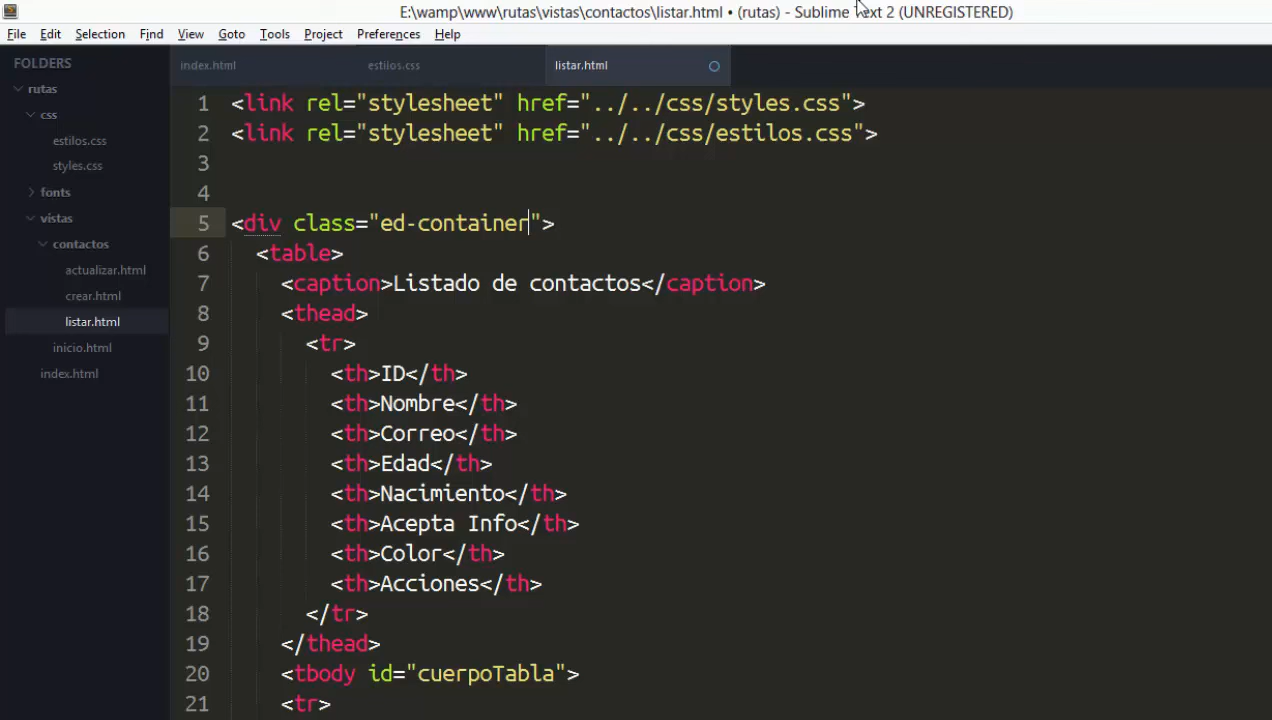 E:\wamp\www\rutas\vistas\contactos\listar.html • (rutas) - Sublime Text 2 (UNREGISTERED)
File Edit Selection Find View Goto Tools Project Preferences Help
FOLDERS
rutas
css
estilos.css
styles.css
fonts
vistas
contactos
actualizar.html
crear.html
listar.html
inicio.html
index.html
index.html estilos.css listar.html
1 <link rel="stylesheet" href="../../css/styles.css">
2 <link rel="stylesheet" href="../../css/estilos.css">
3
4
5 <div class="ed-container">
6 <table>
7 <caption>Listado de contactos</caption>
8 <thead>
9 <tr>
10 <th>ID</th>
11 <th>Nombre</th>
12 <th>Correo</th>
13 <th>Edad</th>
14 <th>Nacimiento</th>
15 <th>Acepta Info</th>
16 <th>Color</th>
17 <th>Acciones</th>
18 </tr>
19 </thead>
20 <tbody id="cuerpoTabla">
21 <tr>